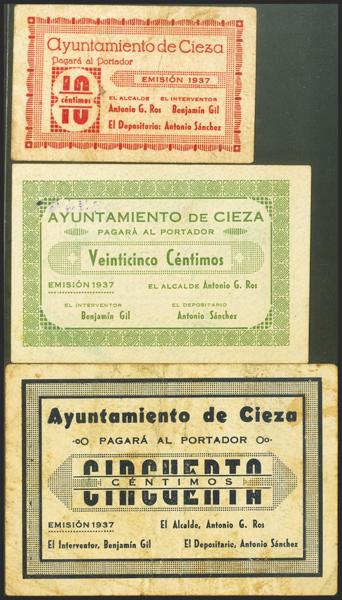 Ayuntamiento de Cieza
Pagará al Portador
10
céntimos
EMISIÓN 1937
EL ALCALDE EL INTERVENTOR
Antonio G. Ros Benjamín Gil
El Depositario: Antonio Sánchez
AYUNTAMIENTO DE CIEZA
PAGARÁ AL PORTADOR
Veinticinco Céntimos
EMISIÓN 1937 EL ALCALDE Antonio G. Ros
EL INTERVENTOR EL DEPOSITARIO
Benjamín Gil Antonio Sánchez
Ayuntamiento de Cieza
PAGARÁ AL PORTADOR
CINCUENTA
CÉNTIMOS
EMISIÓN 1937 El Alcalde, Antonio G. Ros
El Interventor, Benjamín Gil El Depositario, Antonio Sánchez